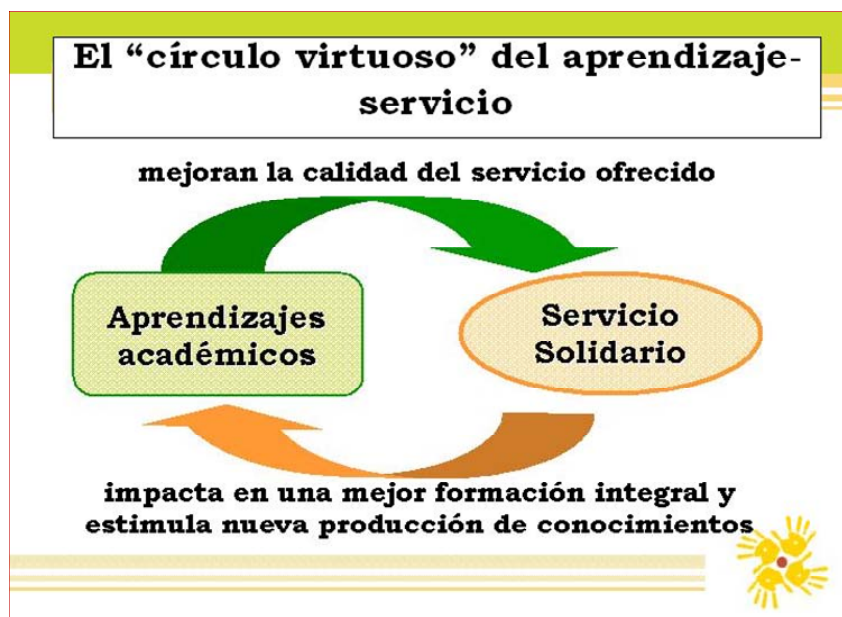 El “círculo virtuoso” del aprendizaje-
servicio
mejoran la calidad del servicio ofrecido
Aprendizajes
académicos
Servicio
Solidario
impacta en una mejor formación integral y
estimula nueva producción de conocimientos